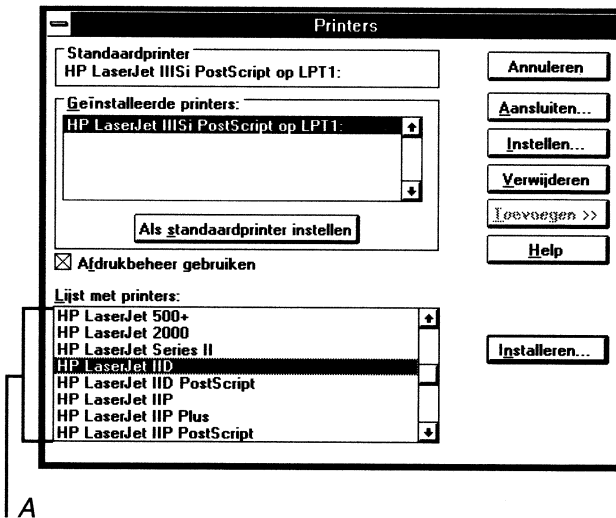 Printers
Standaardprinter
HP LaserJet IIISi PostScript op LPT1:
Geïnstalleerde printers:
HP LaserJet IIISi PostScript op LPT1:
Als standaardprinter instellen
Afdrukbeheer gebruiken
Lijst met printers:
HP LaserJet 500+
HP LaserJet 2000
HP LaserJet Series II
HP LaserJet IID
HP LaserJet IID PostScript
HP LaserJet IIP
HP LaserJet IIP Plus
HP LaserJet IIP PostScript
Annuleren
Aansluiten...
Instellen...
Verwijderen
Toevoegen >>
Help
Installeren...
A